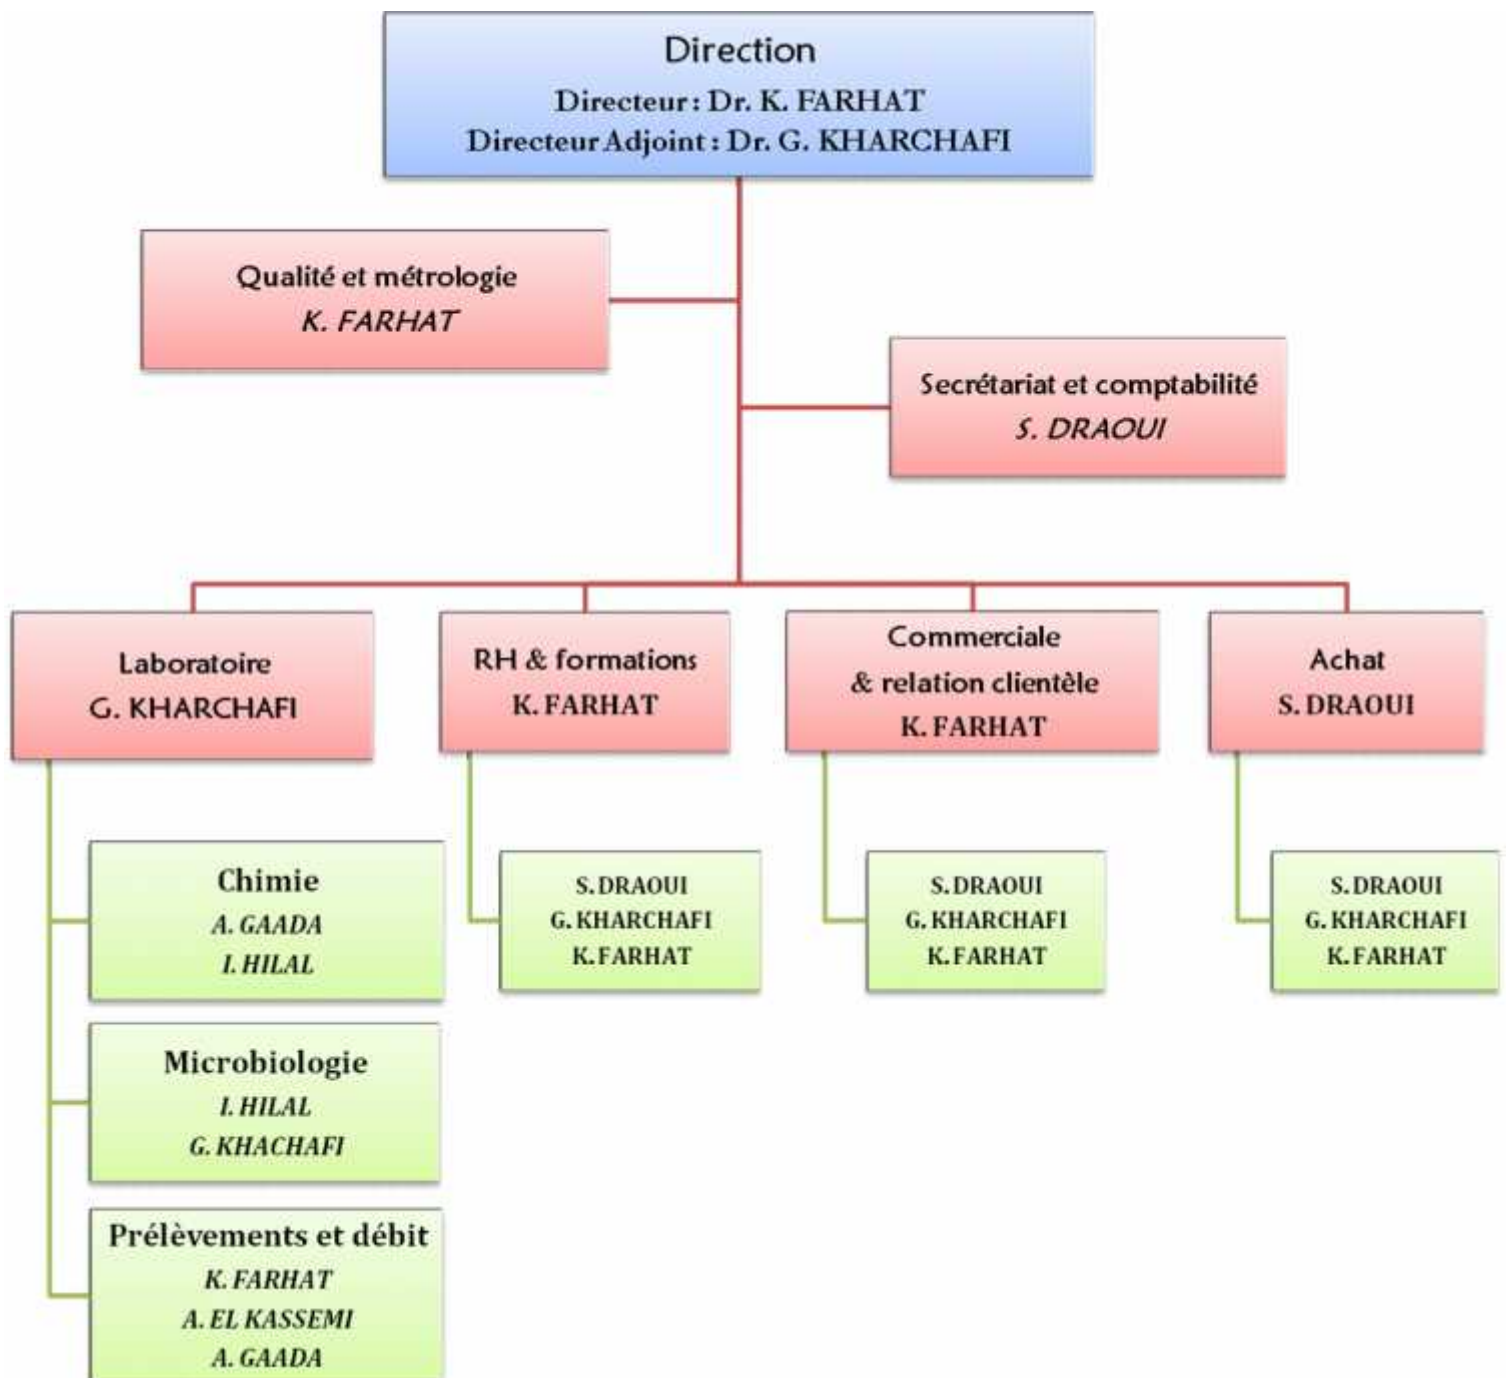 Direction
Directeur : Dr. K. FARHAT
Directeur Adjoint : Dr. G. KHARCHAFI
Qualité et métrologie
K. FARHAT
Secrétariat et comptabilité
S. DRAOUI
Laboratoire
G. KHARCHAFI
RH & formations
K. FARHAT
Commerciale
& relation clientèle
K. FARHAT
Achat
S. DRAOUI
Chimie
A. GAADA
I. HILAL
Microbiologie
I. HILAL
G. KHACHAFI
Prélèvements et débit
K. FARHAT
A. EL KASSEMI
A. GAADA
S. DRAOUI
G. KHARCHAFI
K. FARHAT
S. DRAOUI
G. KHARCHAFI
K. FARHAT
S. DRAOUI
G. KHARCHAFI
K. FARHAT